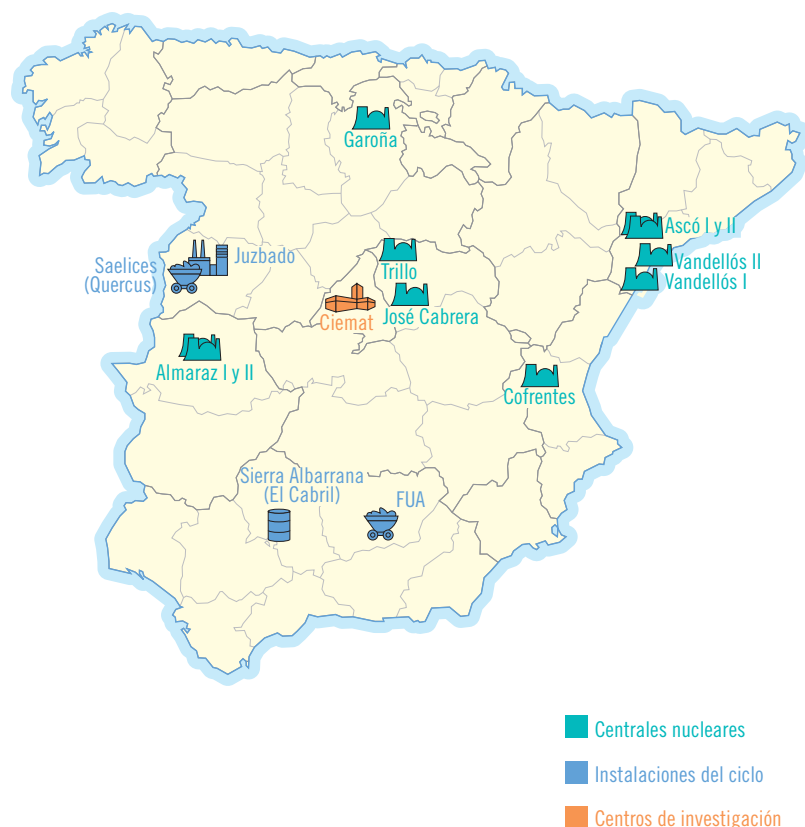 Garoña
Ascó I y II
Juzbado
Saelices
(Quercus)
Trillo
Vandellós II
Vandellós I
Ciemat
José Cabrera
Almaraz I y II
Cofrentes
Sierra Albarrana
(El Cabril)
FUA
Centrales nucleares
Instalaciones del ciclo
Centros de investigación